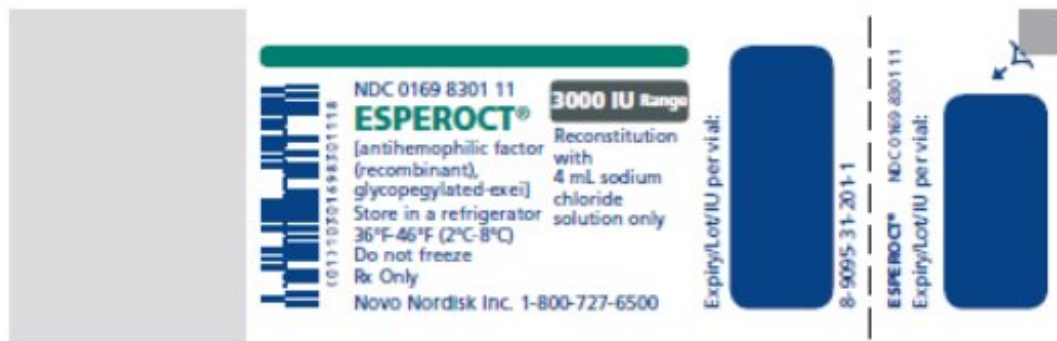 (01)10301698301118
NDC 0169 8301 11
ESPEROCT®
[antihemophilic factor
(recombinant),
glycopegylated-exei]
Store in a refrigerator
36°F-46°F (2°C-8°C)
Do not freeze
Rx Only
Novo Nordisk Inc. 1-800-727-6500
3000 IU Range
Reconstitution
with
4 mL sodium
chloride
solution only
Expiry/Lot/IU per vial:
8-9095-31-201-1
ESPEROCT® NDC 0169 8301 11
Expiry/Lot/IU per vial: